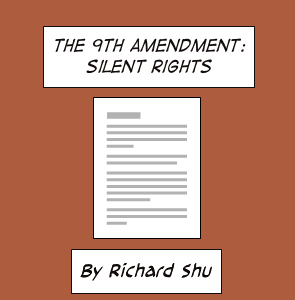 THE 9TH AMENDMENT:
SILENT RIGHTS
By Richard Shu